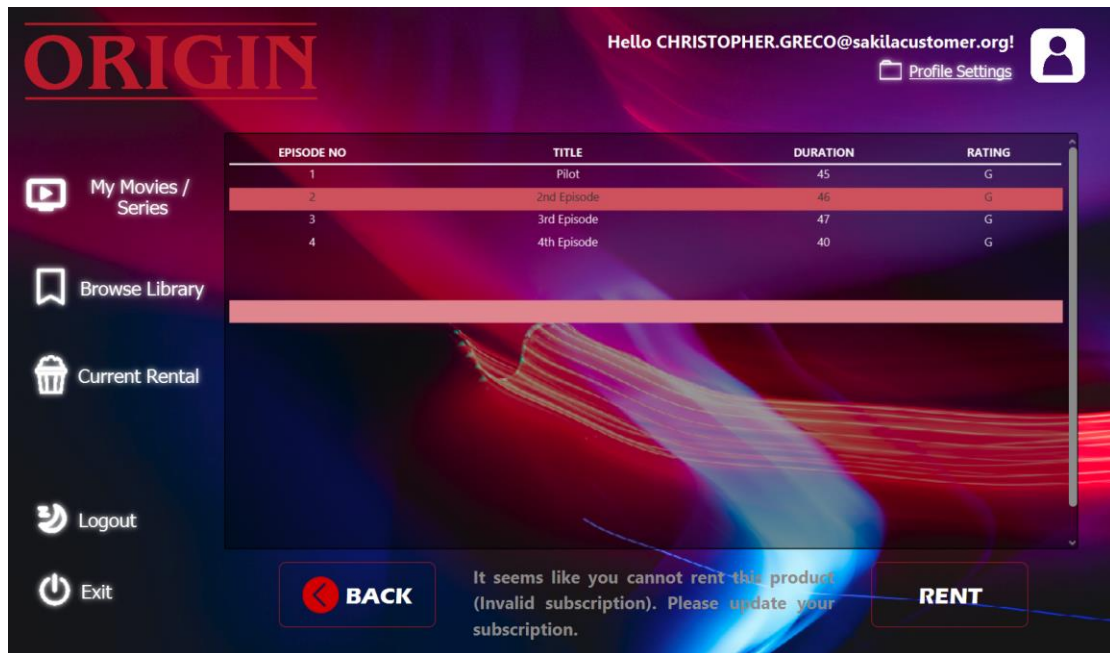 ORIGIN
Hello CHRISTOPHER.GRECO@sakilacustomer.org!
Profile Settings
EPISODE NO TITLE DURATION RATING
1 Pilot 45 G
2 2nd Episode 46 G
3 3rd Episode 47 G
4 4th Episode 40 G
My Movies /
Series
Browse Library
Current Rental
Logout
Exit
BACK
It seems like you cannot rent this product
(Invalid subscription). Please update your
subscription.
RENT